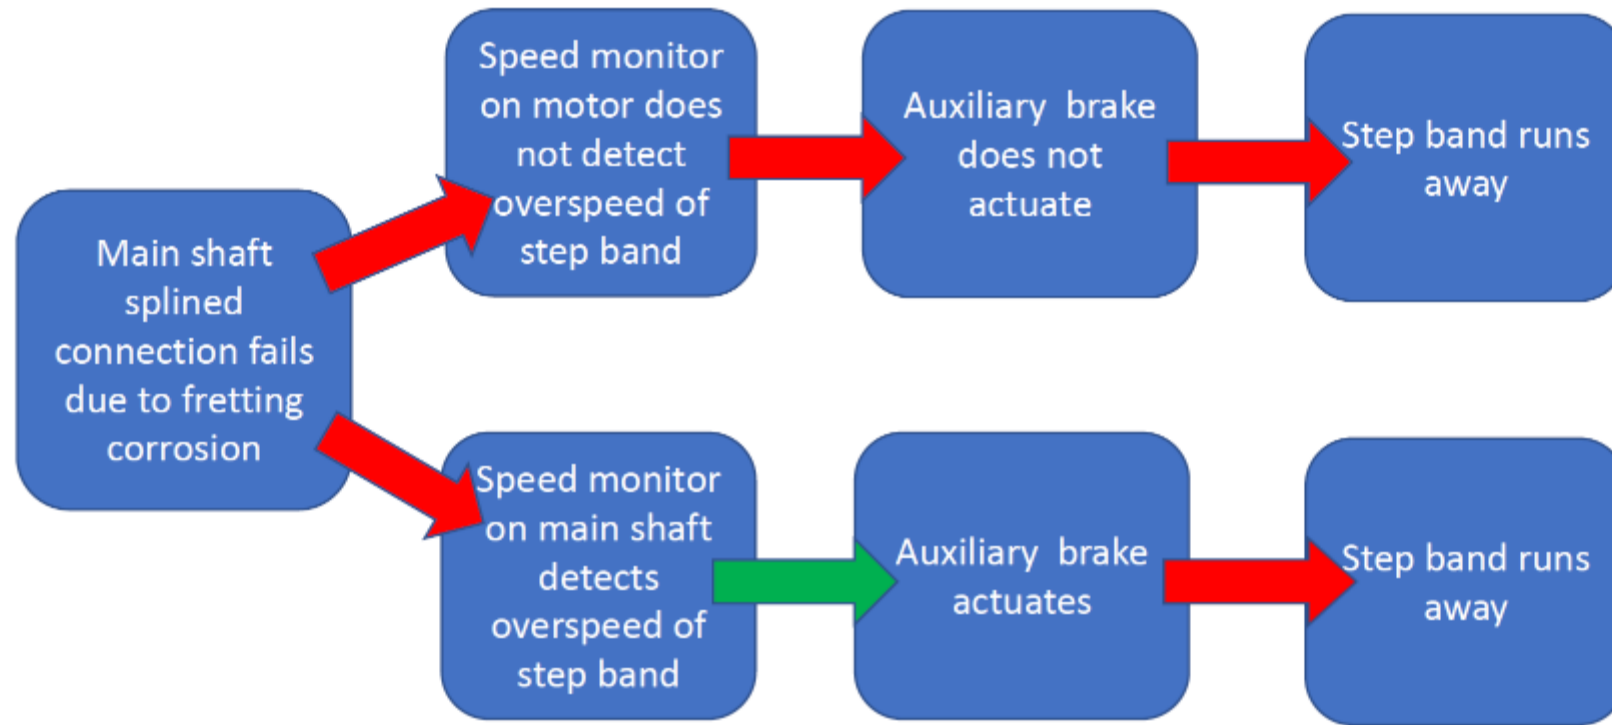 Main shaft
splined
connection fails
due to fretting
corrosion
Speed monitor
on motor does
not detect
overspeed of
step band
Auxiliary  brake
does not
actuate
Step band runs
away
Speed monitor
on main shaft
detects
overspeed of
step band
Auxiliary  brake
actuates
Step band runs
away